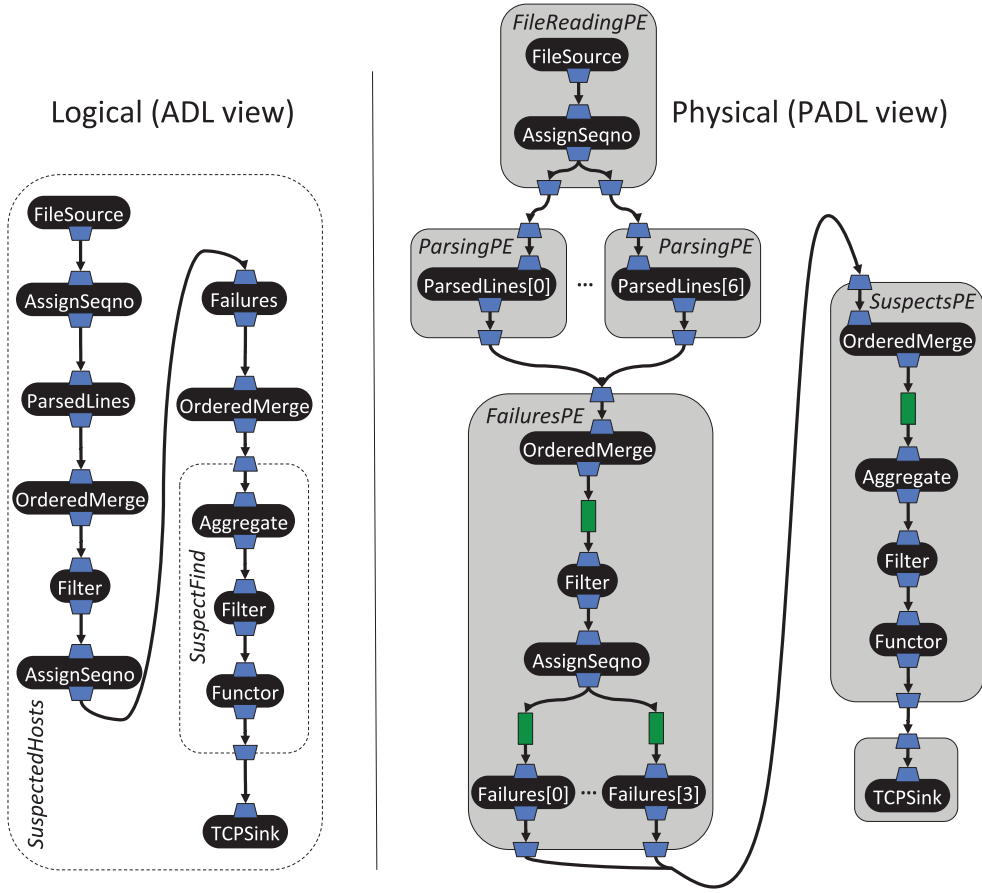 Logical (ADL view)
FileSource
AssignSeqno
ParsedLines
OrderedMerge
Filter
AssignSeqno
SuspectedHosts
Failures
OrderedMerge
SuspectFind
Aggregate
Filter
Functor
TCPSink
Physical (PADL view)
FileReadingPE
FileSource
AssignSeqno
ParsingPE
ParsedLines[0]
...
ParsingPE
ParsedLines[6]
FailuresPE
OrderedMerge
Filter
AssignSeqno
Failures[0]
...
Failures[3]
SuspectsPE
OrderedMerge
Aggregate
Filter
Functor
TCPSink